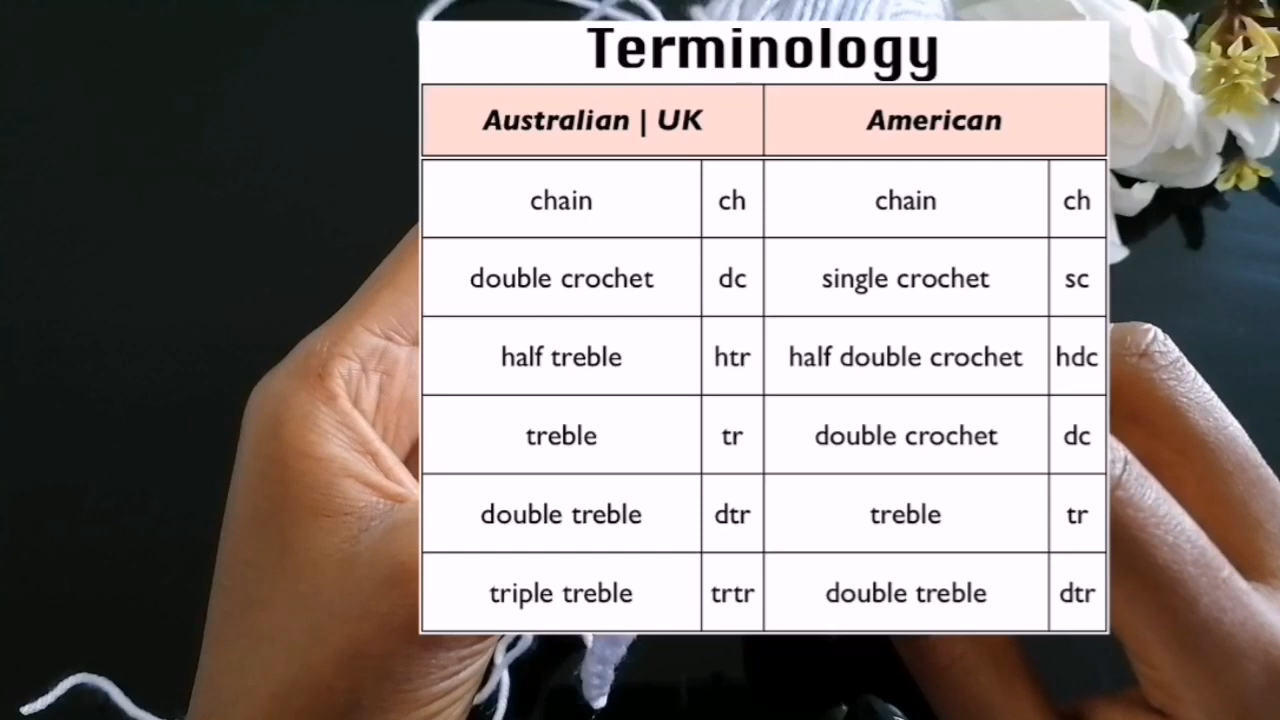 Terminology
Australian | UK American
chain ch chain ch
double crochet dc single crochet sc
half treble htr half double crochet hdc
treble tr double crochet dc
double treble dtr treble tr
triple treble trtr double treble dtr